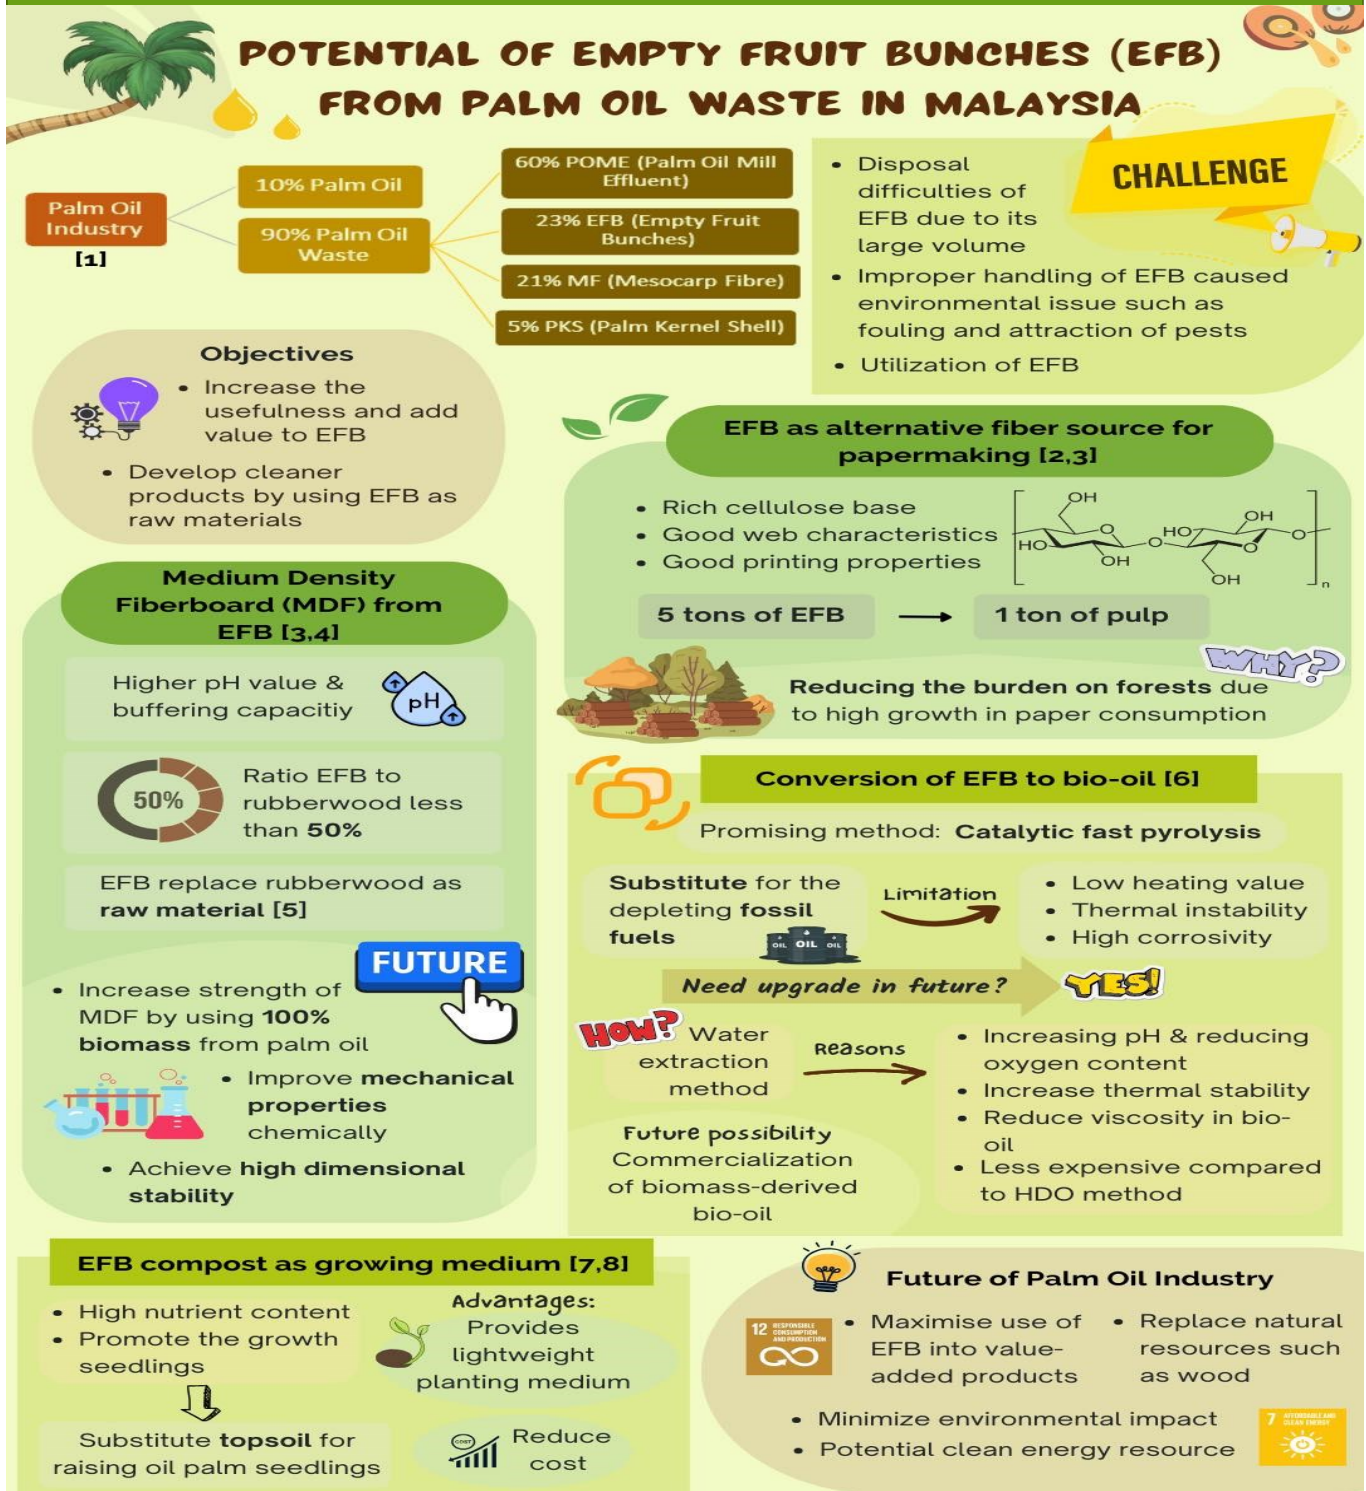 POTENTIAL OF EMPTY FRUIT BUNCHES (EFB)
FROM PALM OIL WASTE IN MALAYSIA
Palm Oil
Industry
[1]
10% Palm Oil
90% Palm Oil
Waste
60% POME (Palm Oil Mill
Effluent)
23% EFB (Empty Fruit
Bunches)
21% MF (Mesocarp Fibre)
5% PKS (Palm Kernel Shell)
CHALLENGE
• Disposal
difficulties of
EFB due to its
large volume
• Improper handling of EFB caused
environmental issue such as
fouling and attraction of pests
• Utilization of EFB
Objectives
• Increase the
usefulness and add
value to EFB
• Develop cleaner
products by using EFB as
raw materials
EFB as alternative fiber source for
papermaking [2,3]
• Rich cellulose base
• Good web characteristics
• Good printing properties
OH
HO
O
OH
O
HO
OH
O
OH
O
n
5 tons of EFB
1 ton of pulp
WHY?
Reducing the burden on forests due
to high growth in paper consumption
Medium Density
Fiberboard (MDF) from
EFB [3,4]
Higher pH value &
buffering capacitiy
pH
50%
Ratio EFB to
rubberwood less
than 50%
EFB replace rubberwood as
raw material [5]
FUTURE
• Increase strength of
MDF by using 100%
biomass from palm oil
• Improve mechanical
properties
chemically
• Achieve high dimensional
stability
Conversion of EFB to bio-oil [6]
Promising method: Catalytic fast pyrolysis
Substitute for the
depleting fossil
fuels
OIL OIL OIL
Limitation
• Low heating value
• Thermal instability
• High corrosivity
Need upgrade in future?
YES!
HOW?
Water
extraction
method
Reasons
• Increasing pH & reducing
oxygen content
• Increase thermal stability
• Reduce viscosity in bio-
oil
• Less expensive compared
to HDO method
Future possibility
Commercialization
of biomass-derived
bio-oil
EFB compost as growing medium [7,8]
• High nutrient content
• Promote the growth
seedlings
Substitute topsoil for
raising oil palm seedlings
Advantages:
Provides
lightweight
planting medium
COST
Reduce
cost
Future of Palm Oil Industry
12 RESPONSIBLE
CONSUMPTION
AND PRODUCTION
• Maximise use of
EFB into value-
added products
• Replace natural
resources such
as wood
• Minimize environmental impact
• Potential clean energy resource
7 AFFORDABLE AND
CLEAN ENERGY